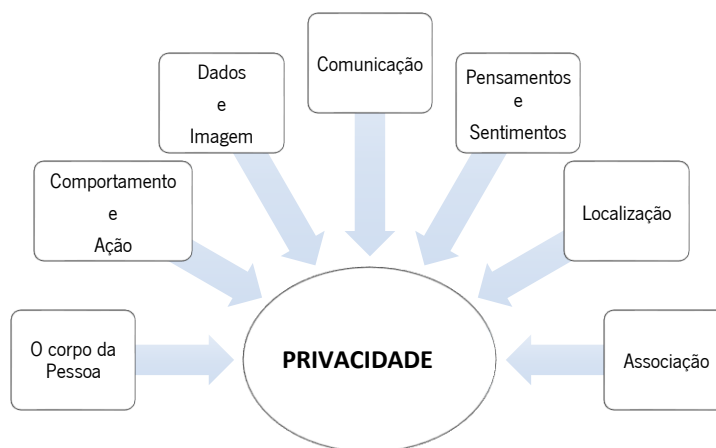 O corpo da
Pessoa
Comportamento
e
Ação
Dados
e
Imagem
Comunicação
Pensamentos
e
Sentimentos
Localização
Associação
PRIVACIDADE